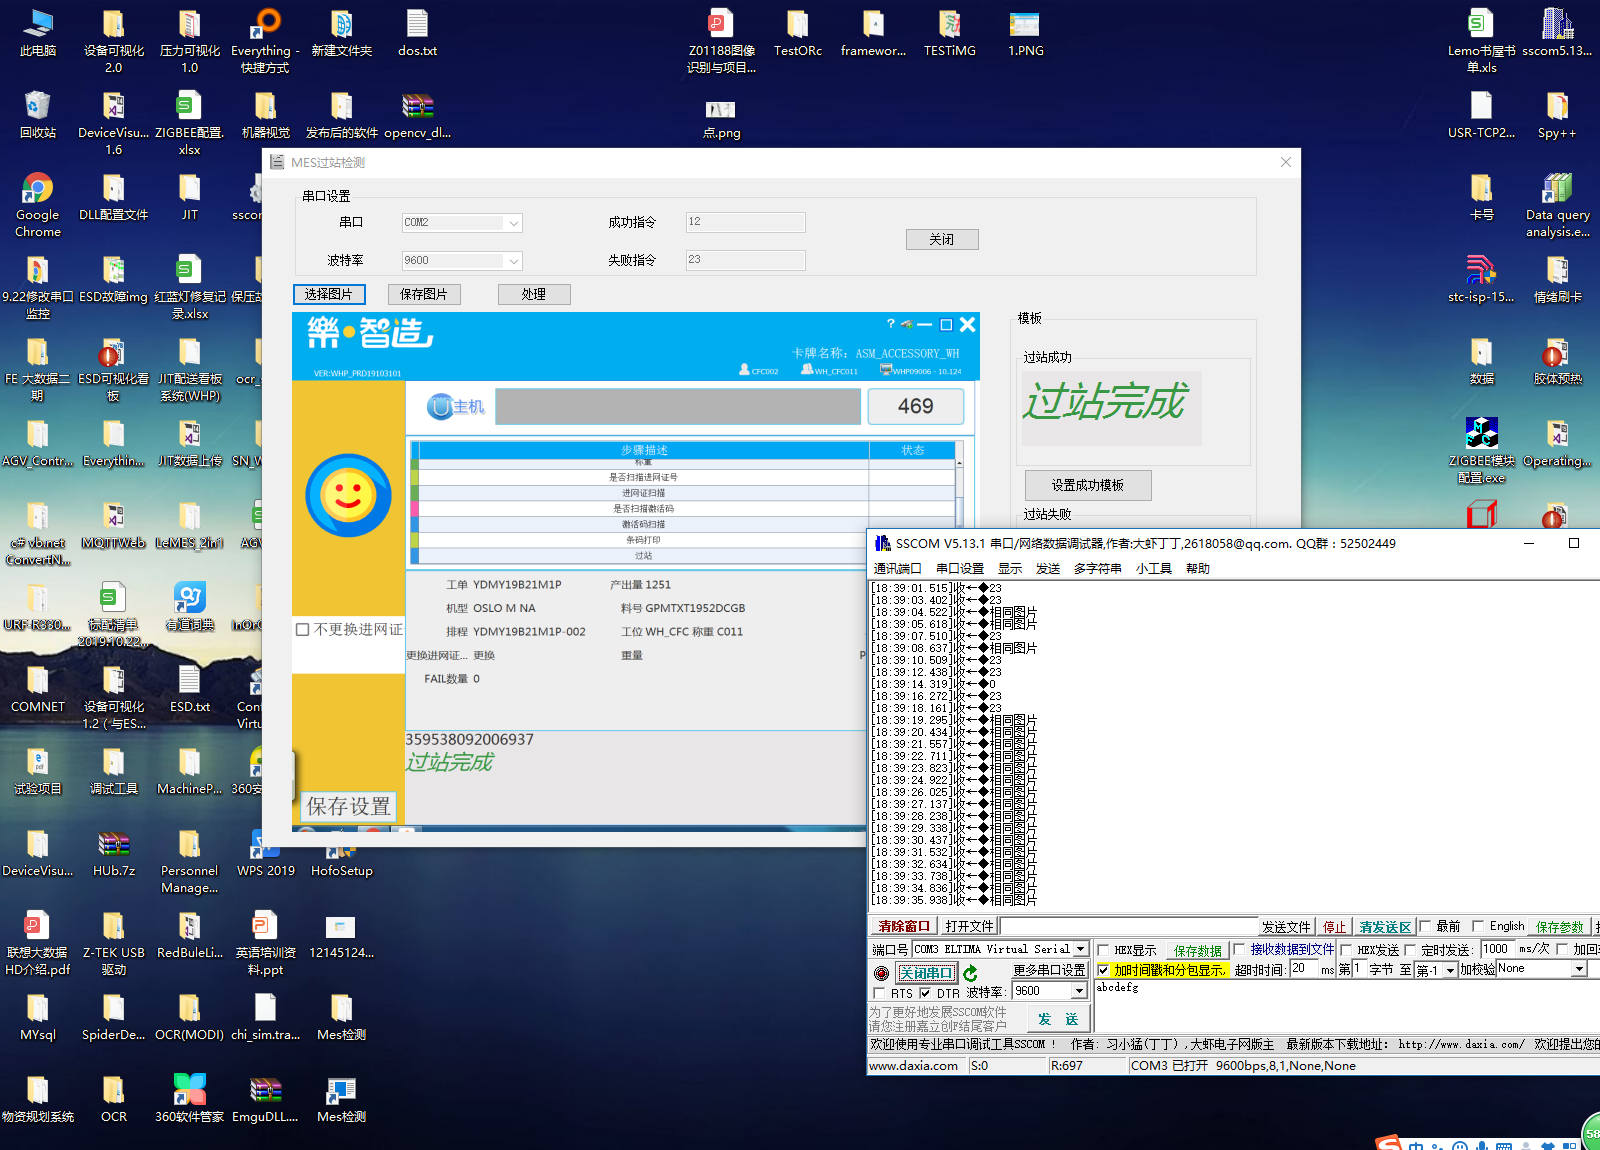 此电脑
设备可视化
2.0
压力可视化
1.0
Everything -
快捷方式
新建文件夹
dos.txt
Z01188图像
识别与项目...
TestORc
framewor...
TESTiMG
1.PNG
Lemo书屋书
单.xls
sscom5.13...
回收站
DeviceVisu...
1.6
ZIGBEE配置.
xlsx
机器视觉
发布后的软件
opencv_dl...
点.png
USR-TCP2...
Spy++
Google
Chrome
DLL配置文件
JIT
卡号
Data query
analysis.e...
9.22修改串口
监控
ESD故障img
红蓝灯修复记
录.xlsx
stc-isp-15...
情绪刷卡
FE 大数据二
期
ESD可视化看
板
JIT配送看板
系统(WHP)
数据
胶体预热
AGV_Contr...
Everythin...
JIT数据上传
ZIGBEE模块
配置.exe
Operating...
c# vb.net
ConvertN...
MQTTWeb
LeMES_2in1
URF-R330...
标配清单
2019.10.22...
有道词典
COMNET
设备可视化
1.2（与ES...
ESD.txt
试验项目
调试工具
MachineP...
DeviceVisu...
HUb.7z
Personnel
Manage...
WPS 2019
HofoSetup
联想大数据
HD介绍.pdf
Z-TEK USB
驱动
RedBuleLi...
英语培训资
料.ppt
12145124...
MYsql
SpiderDe...
OCR(MODI)
chi_sim.tra...
Mes检测
物资规划系统
OCR
360软件管家
EmguDLL....
Mes检测
MES过站检测
串口设置
串口
COM2
成功指令
12
关闭
波特率
9600
失败指令
23
选择图片
保存图片
处理
樂·智造
VER:WHP_PRD19103101
卡牌名称：ASM_ACCESSORY_WH
CFC002
WH_CFC011
WHP09006 - 10.124
主机
469
步骤描述
状态
称重
是否扫描进网证号
进网证扫描
是否扫描激活码
激活码扫描
条码打印
过站
工单 YDMY19B21M1P
产出量 1251
机型 OSLO M NA
料号 GPMTXT1952DCGB
排程 YDMY19B21M1P-002
工位 WH_CFC 称重 C011
更换进网证... 更换
重量
FAIL数量 0
不更换进网证
359538092006937
过站完成
保存设置
模板
过站成功
过站完成
设置成功模板
过站失败
SSCOM V5.13.1 串口/网络数据调试器,作者:大虾丁丁,2618058@qq.com. QQ群：52502449
通讯端口 串口设置 显示 发送 多字符串 小工具 帮助
[18:39:01.515]收←◆23
[18:39:03.402]收←◆23
[18:39:04.522]收←◆相同图片
[18:39:05.618]收←◆相同图片
[18:39:07.510]收←◆23
[18:39:08.637]收←◆相同图片
[18:39:10.509]收←◆23
[18:39:12.438]收←◆23
[18:39:14.319]收←◆0
[18:39:16.272]收←◆23
[18:39:18.161]收←◆23
[18:39:19.295]收←◆相同图片
[18:39:20.434]收←◆相同图片
[18:39:21.557]收←◆相同图片
[18:39:22.711]收←◆相同图片
[18:39:23.823]收←◆相同图片
[18:39:24.922]收←◆相同图片
[18:39:26.025]收←◆相同图片
[18:39:27.137]收←◆相同图片
[18:39:28.238]收←◆相同图片
[18:39:29.338]收←◆相同图片
[18:39:30.437]收←◆相同图片
[18:39:31.532]收←◆相同图片
[18:39:32.634]收←◆相同图片
[18:39:33.738]收←◆相同图片
[18:39:34.836]收←◆相同图片
[18:39:35.938]收←◆相同图片
清除窗口 打开文件 发送文件 停止 清发送区 最前 English 保存参数
端口号 COM3 ELTIMA Virtual Serial HEX显示 保存数据 接收数据到文件 HEX发送 定时发送: 1000 ms/次 加回
关闭串口 更多串口设置 加时间戳和分包显示, 超时时间: 20 ms 第1 字节 至 第-1 加校验 None
RTS DTR 波特率: 9600
abcdefg
为了更好地发展SSCOM软件
请您注册嘉立创F结尾客户
发 送
欢迎使用专业串口调试工具SSCOM ！ 作者：习小猛(丁丁）,大虾电子网版主 最新版本下载地址： http://www.daxia.com/ 欢迎提出您的
www.daxia.com S:0 R:697 COM3 已打开 9600bps,8,1,None,None
中
58